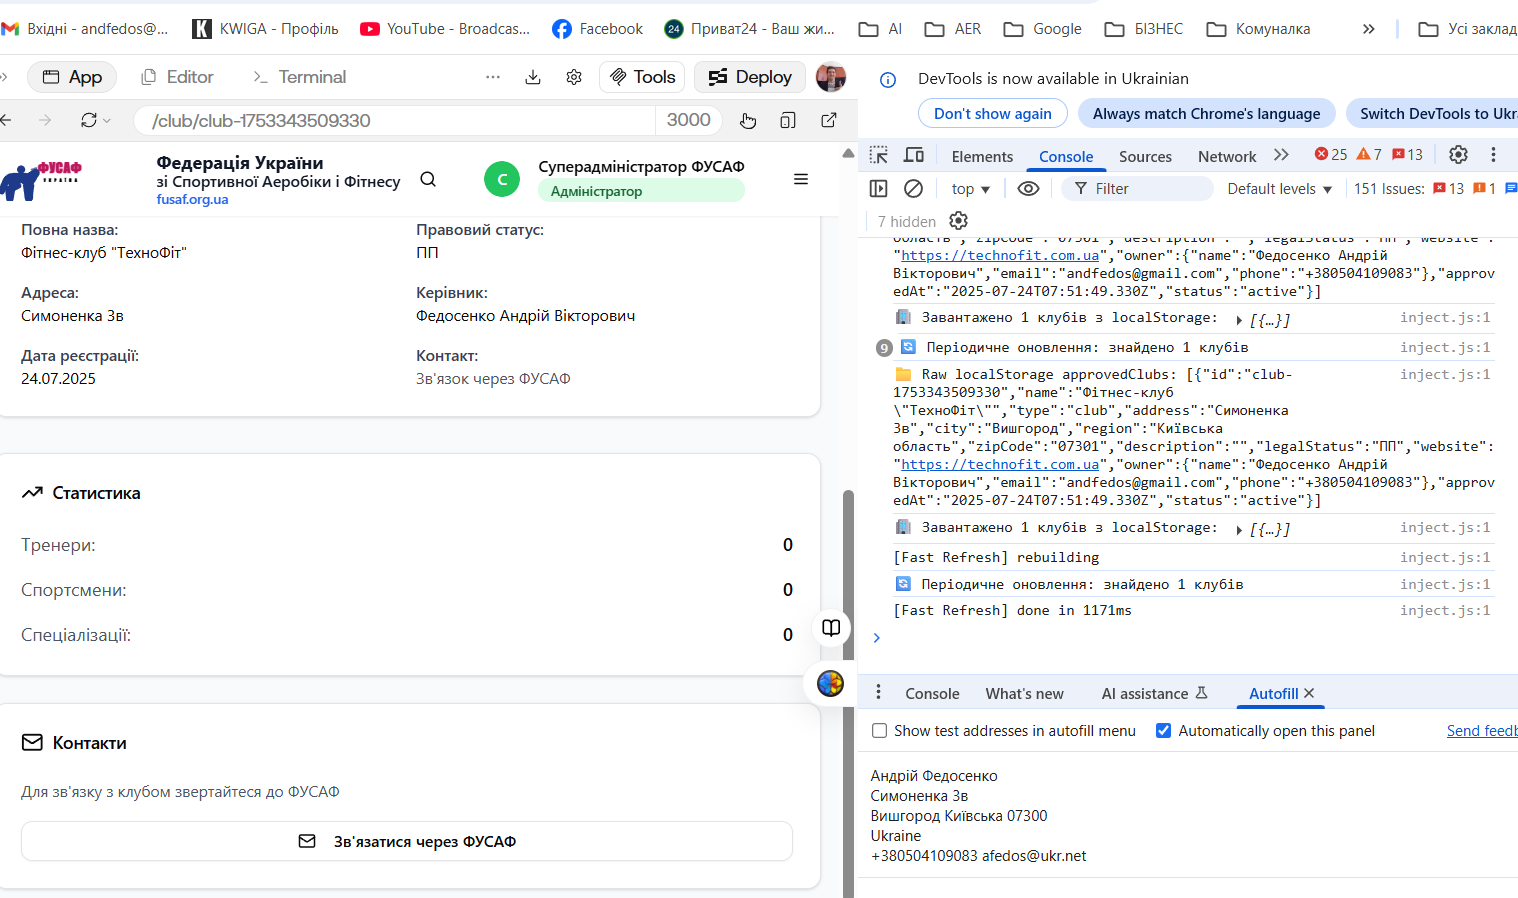 Вхідні - andfedos@...
KWIGA - Профіль
YouTube - Broadcas...
Facebook
24
Приват24 - Ваш жи...
AI
AER
Google
БІЗНЕС
Комуналка
Усі заклад
App
Editor
Terminal
Tools
Deploy
/club/club-1753343509330
3000
ФУСАФ
УКРАЇНА
Федерація України
зі Спортивної Аеробіки і Фітнесу
fusaf.org.ua
С
Суперадміністратор ФУСАФ
Адміністратор
Повна назва:
Правовий статус:
Фітнес-клуб "ТехноФіт"
ПП
Адреса:
Керівник:
Симоненка 3в
Федосенко Андрій Вікторович
Дата реєстрації:
Контакт:
24.07.2025
Зв'язок через ФУСАФ
Статистика
Тренери:
0
Спортсмени:
0
Спеціалізації:
0
Контакти
Для зв'язку з клубом звертайтеся до ФУСАФ
Зв'язатися через ФУСАФ
DevTools is now available in Ukrainian
Don't show again
Always match Chrome's language
Switch DevTools to Ukr
Elements
Console
Sources
Network
25
7
13
top
Filter
Default levels
151 Issues:
13
1
7 hidden
область","zipCode":"07301","description":"","legalStatus":"ПП","website":
"https://technofit.com.ua","owner":{"name":"Федосенко Андрій
Вікторович","email":"andfedos@gmail.com","phone":"+380504109083"},"approv
edAt":"2025-07-24T07:51:49.330Z","status":"active"}]
Завантажено 1 клубів з localStorage: ▶ [{…}]
inject.js:1
9
Періодичне оновлення: знайдено 1 клубів
inject.js:1
Raw localStorage approvedClubs: [{"id":"club-
inject.js:1
1753343509330","name":"Фітнес-клуб
\"ТехноФіт\"","type":"club","address":"Симоненка
3в","city":"Вишгород","region":"Київська
область","zipCode":"07301","description":"","legalStatus":"ПП","website":
"https://technofit.com.ua","owner":{"name":"Федосенко Андрій
Вікторович","email":"andfedos@gmail.com","phone":"+380504109083"},"approv
edAt":"2025-07-24T07:51:49.330Z","status":"active"}]
Завантажено 1 клубів з localStorage: ▶ [{…}]
inject.js:1
[Fast Refresh] rebuilding
inject.js:1
Періодичне оновлення: знайдено 1 клубів
inject.js:1
[Fast Refresh] done in 1171ms
inject.js:1
Console
What's new
AI assistance
Autofill
Show test addresses in autofill menu
Automatically open this panel
Send feedb
Андрій Федосенко
Симоненка 3в
Вишгород Київська 07300
Ukraine
+380504109083 afedos@ukr.net